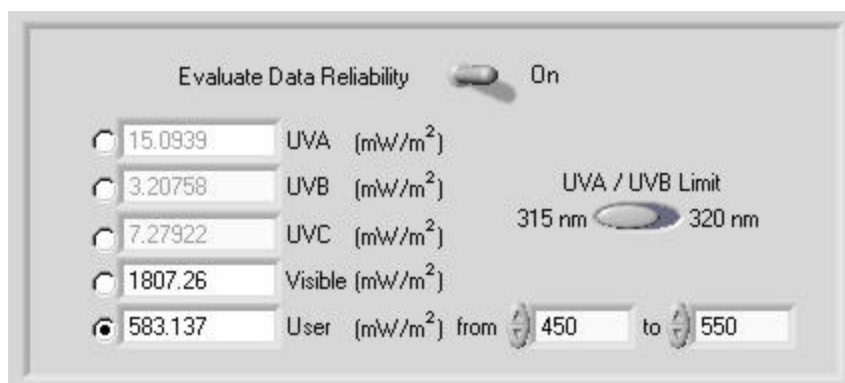 Evaluate Data Reliability On
15.0939 UVA (mW/m²)
3.20758 UVB (mW/m²)
UVA / UVB Limit
315 nm 320 nm
7.27922 UVC (mW/m²)
1807.26 Visible (mW/m²)
583.137 User (mW/m²) from 450 to 550